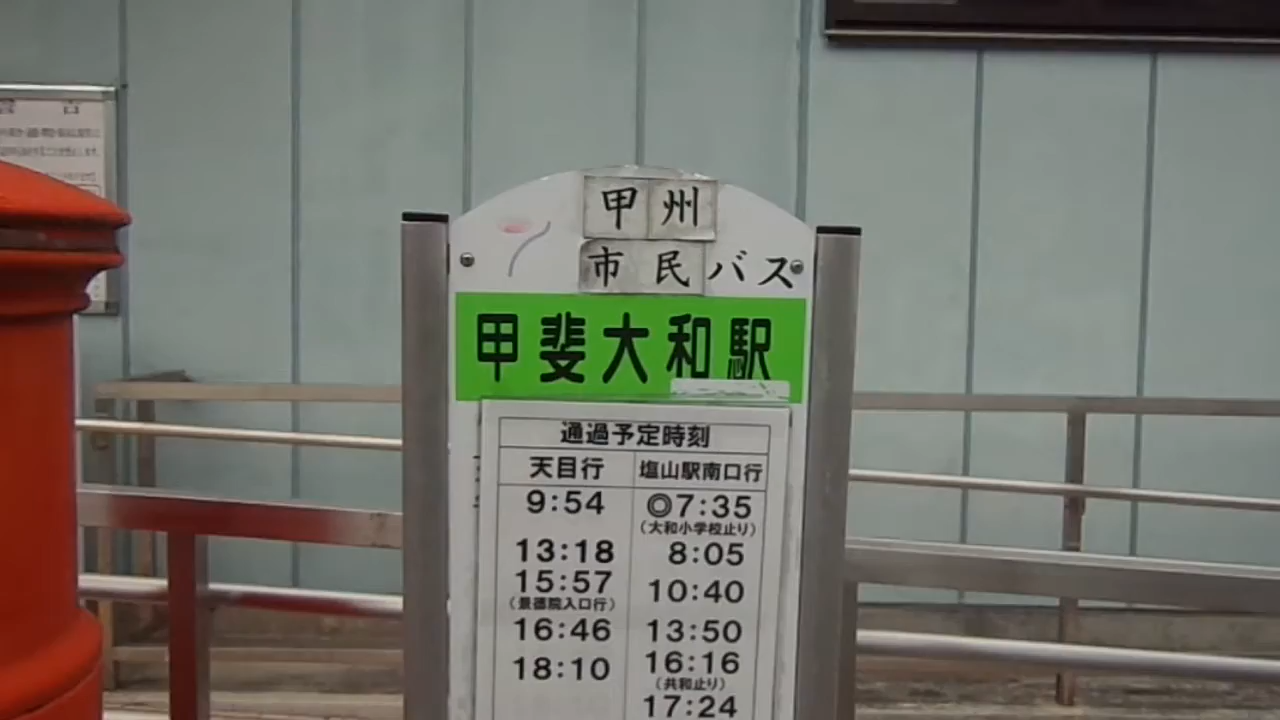 甲州
市民バス
甲斐大和駅
通過予定時刻
天目行 塩山駅南口行
9:54 ◎7:35
(大和小学校止り)
13:18 8:05
15:57 10:40
(景徳院入口行)
16:46 13:50
18:10 16:16
(共和止り)
17:24